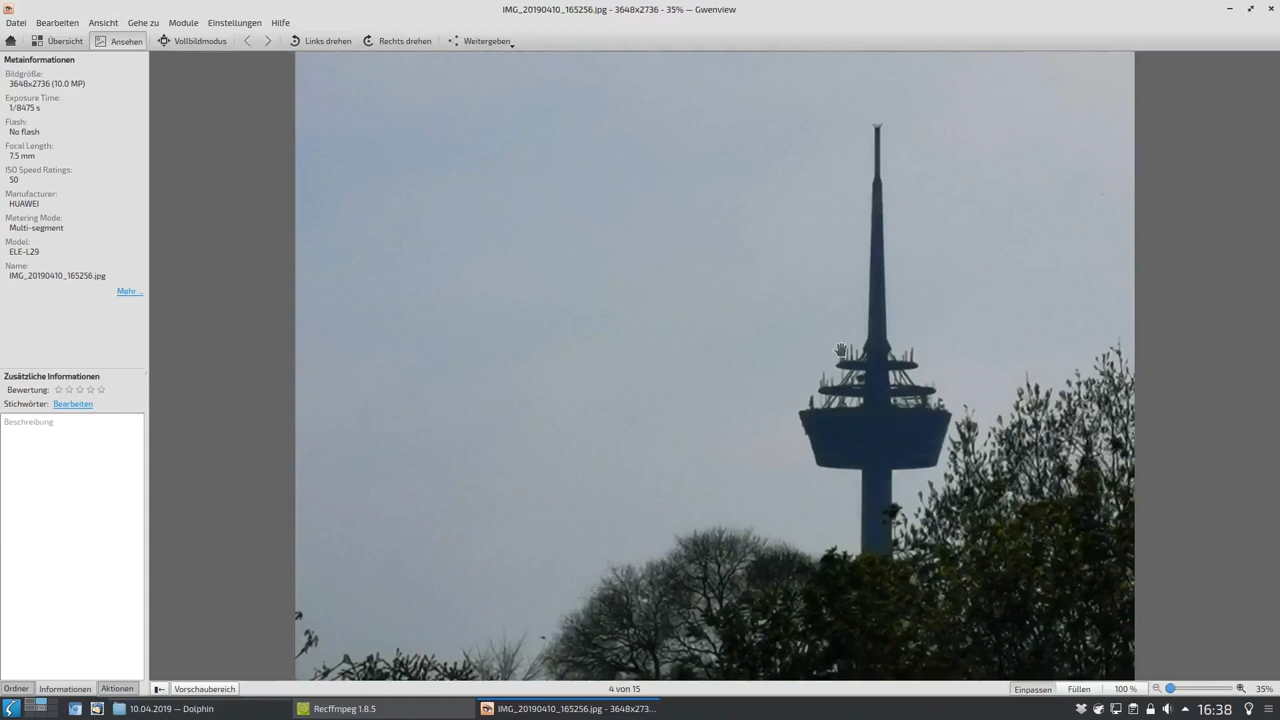 IMG_20190410_165256.jpg - 3648x2736 - 35% — Gwenview
Datei Bearbeiten Ansicht Gehe zu Module Einstellungen Hilfe
Übersicht Ansehen Vollbildmodus Links drehen Rechts drehen Weitergeben
Metainformationen
Bildgröße:
3648x2736 (10.0 MP)
Exposure Time:
1/8475 s
Flash:
No flash
Focal Length:
7.5 mm
ISO Speed Ratings:
50
Manufacturer:
HUAWEI
Metering Mode:
Multi-segment
Model:
ELE-L29
Name:
IMG_20190410_165256.jpg
Mehr ...
Zusätzliche Informationen
Bewertung:
Stichwörter: Bearbeiten
Beschreibung
Ordner Informationen Aktionen Vorschaubereich 4 von 15 Einpassen Füllen 100 % 35%
10.04.2019 — Dolphin Recffmpeg 1.8.5 IMG_20190410_165256.jpg - 3648x273... 16:38